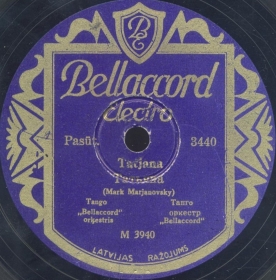 B E
Bellaccord
Electro
Pasūt. 3440
Tatjana
Татьяна
(Mark Marjanovsky)
Tango Танго
„Bellaccord" оркестр
orķestris „Bellaccord"
M 3940
LATVIJAS RAŽOJUMS